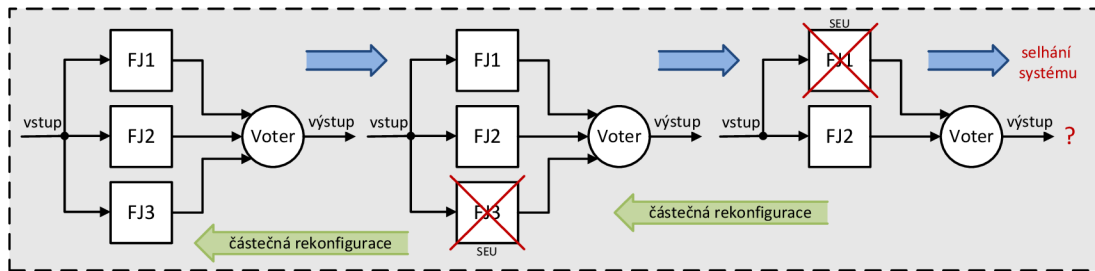 FJ1
vstup
FJ2
Voter
výstup
FJ3
částečná rekonfigurace
FJ1
vstup
FJ2
Voter
výstup
FJ3
SEU
částečná rekonfigurace
SEU
FJ1
selhání
systému
vstup
FJ2
Voter
výstup
?